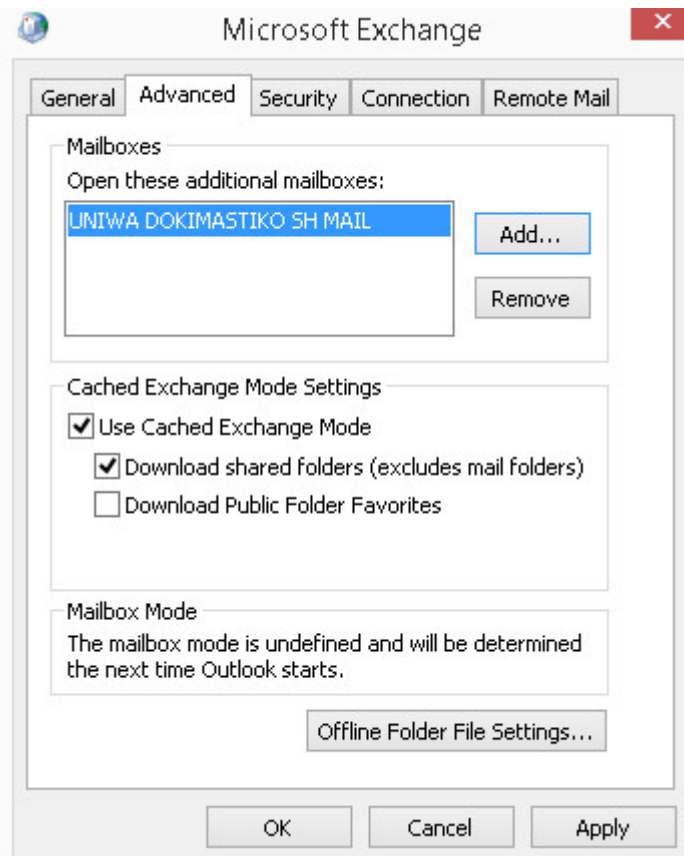 Microsoft Exchange
General Advanced Security Connection Remote Mail
Mailboxes
Open these additional mailboxes:
UNIWA DOKIMASTIKO SH MAIL
Add...
Remove
Cached Exchange Mode Settings
Use Cached Exchange Mode
Download shared folders (excludes mail folders)
Download Public Folder Favorites
Mailbox Mode
The mailbox mode is undefined and will be determined
the next time Outlook starts.
Offline Folder File Settings...
OK Cancel Apply